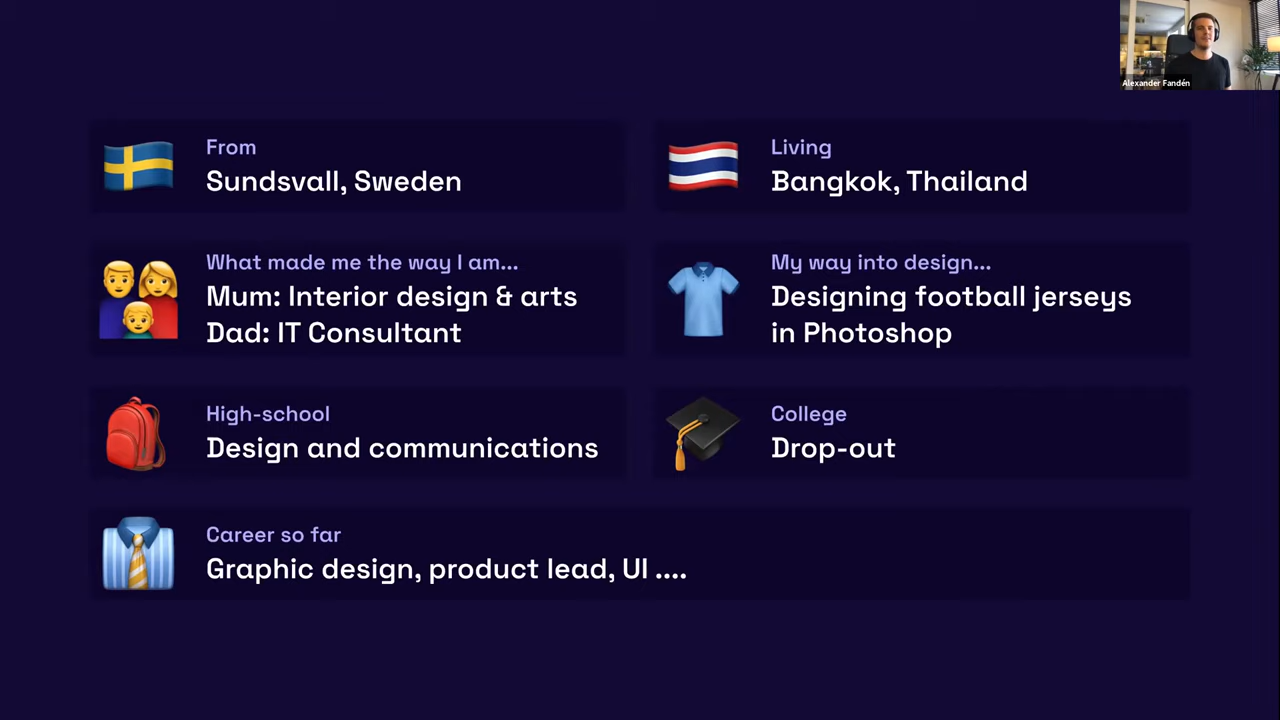 Alexander Fandén
From
Sundsvall, Sweden
Living
Bangkok, Thailand
What made me the way I am...
Mum: Interior design & arts
Dad: IT Consultant
My way into design...
Designing football jerseys
in Photoshop
High-school
Design and communications
College
Drop-out
Career so far
Graphic design, product lead, UI ....